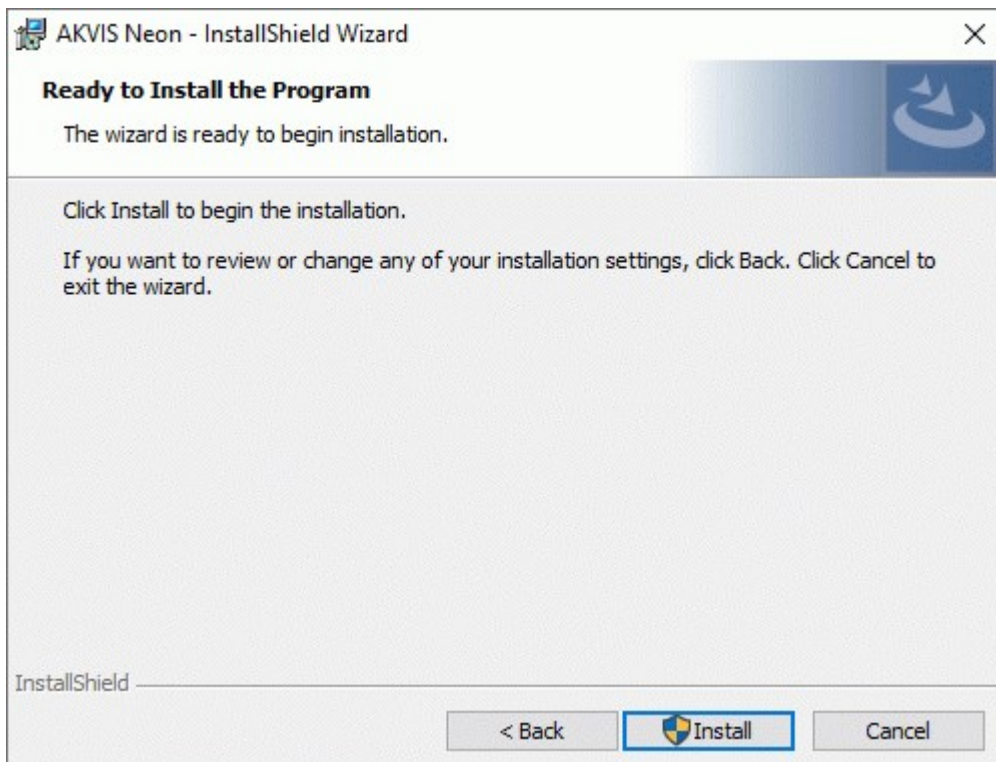 AKVIS Neon - InstallShield Wizard
Ready to Install the Program
The wizard is ready to begin installation.
Click Install to begin the installation.
If you want to review or change any of your installation settings, click Back. Click Cancel to
exit the wizard.
InstallShield
< Back
Install
Cancel